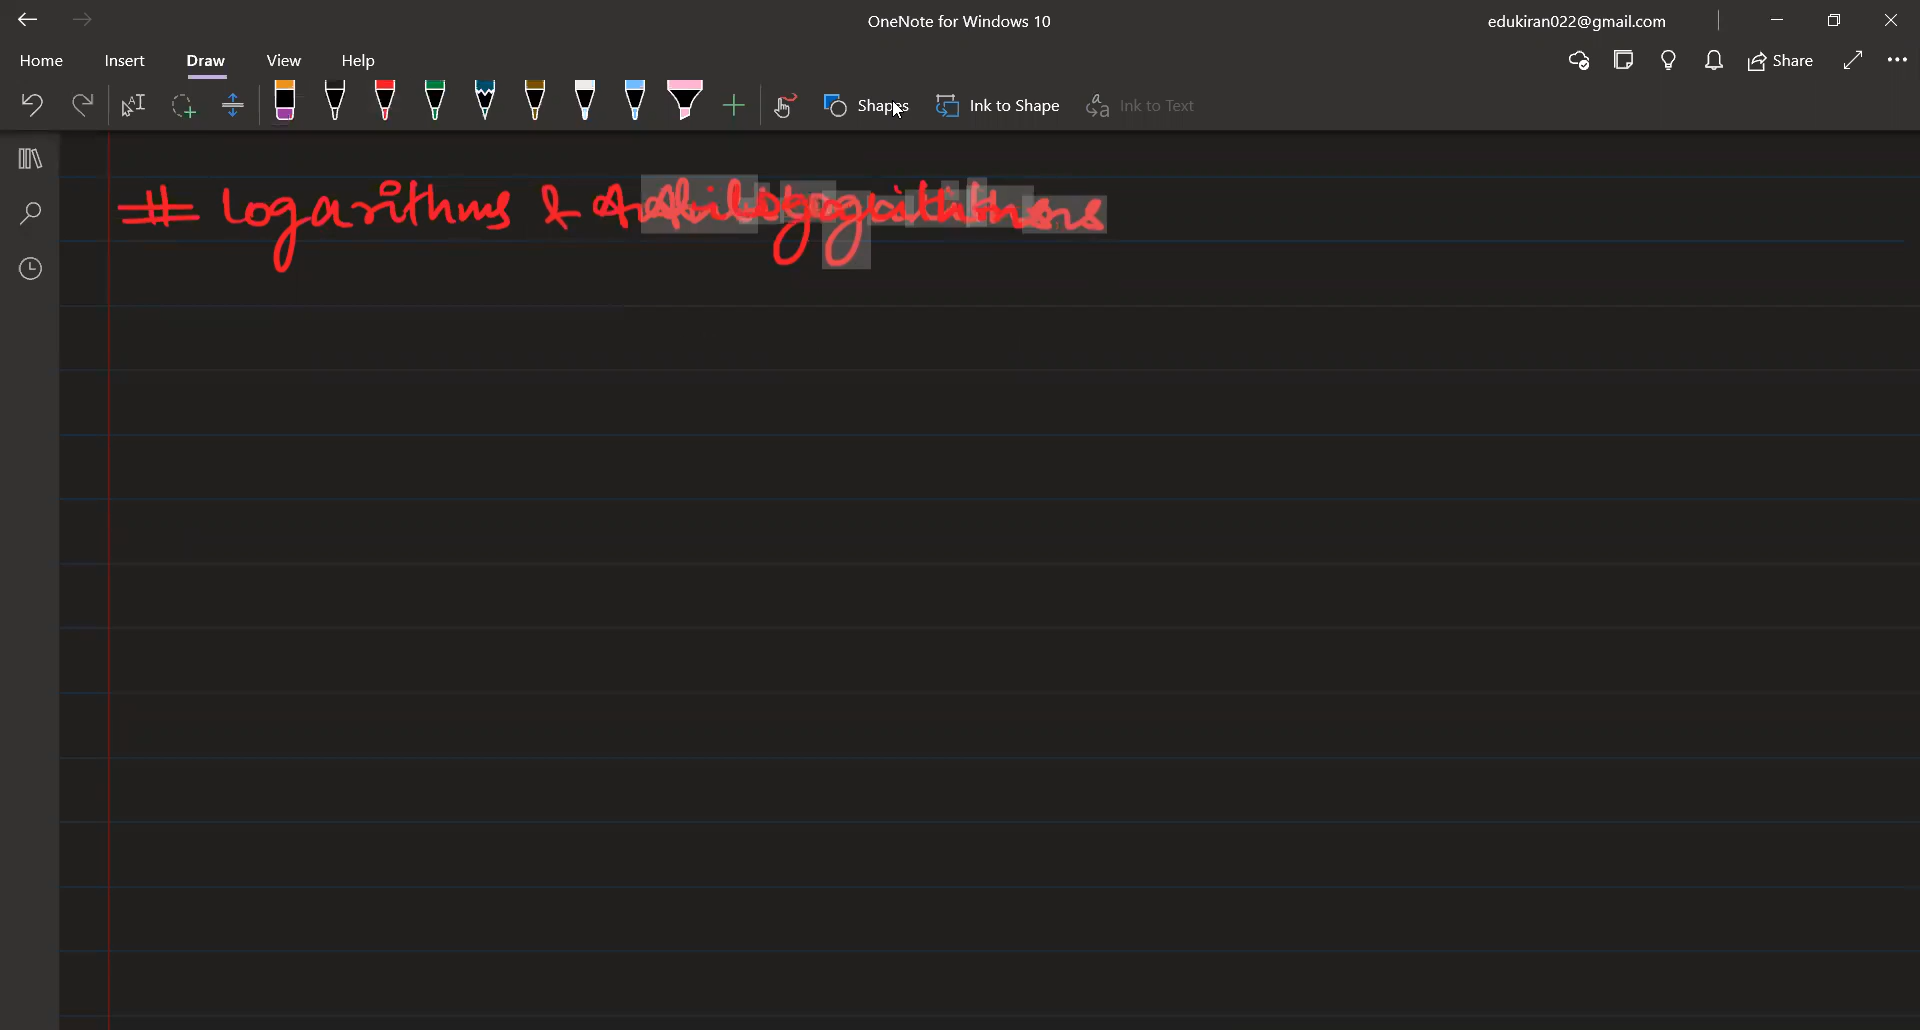 OneNote for Windows 10
edukiran022@gmail.com
Home Insert Draw View Help
Share
Shapes
Ink to Shape
Ink to Text
# Logarithms &